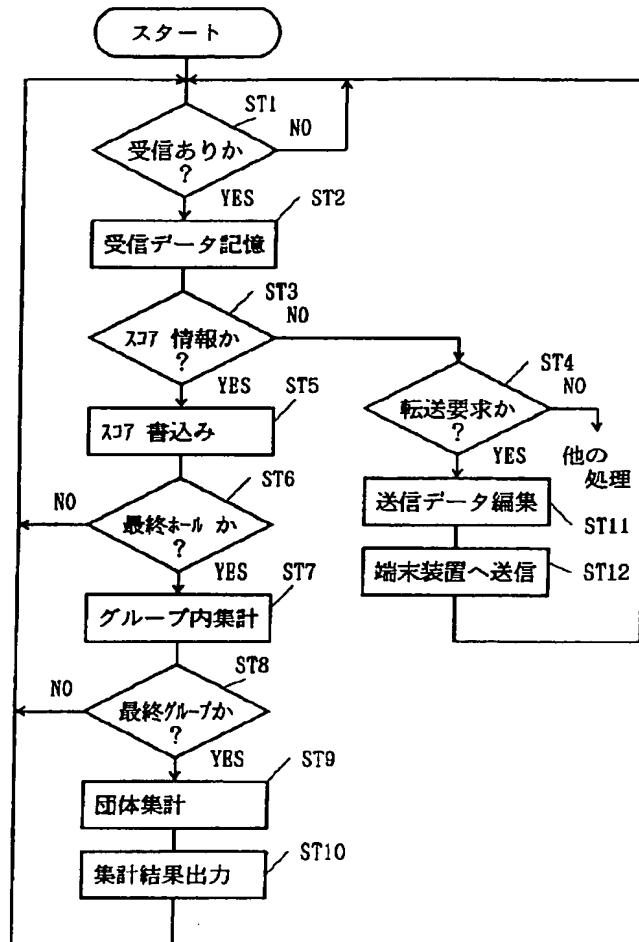 スタート
ST1
NO
受信ありか
?
YES
ST2
受信データ記憶
ST3
NO
スコア 情報か
?
YES
ST4
NO
転送要求か
?
YES
他の
処理
ST5
スコア 書込み
ST6
NO
最終ホール か
?
YES
送信データ編集
ST11
端末装置へ送信
ST12
ST7
グループ内集計
ST8
NO
最終グループか
?
YES
ST9
団体集計
ST10
集計結果出力